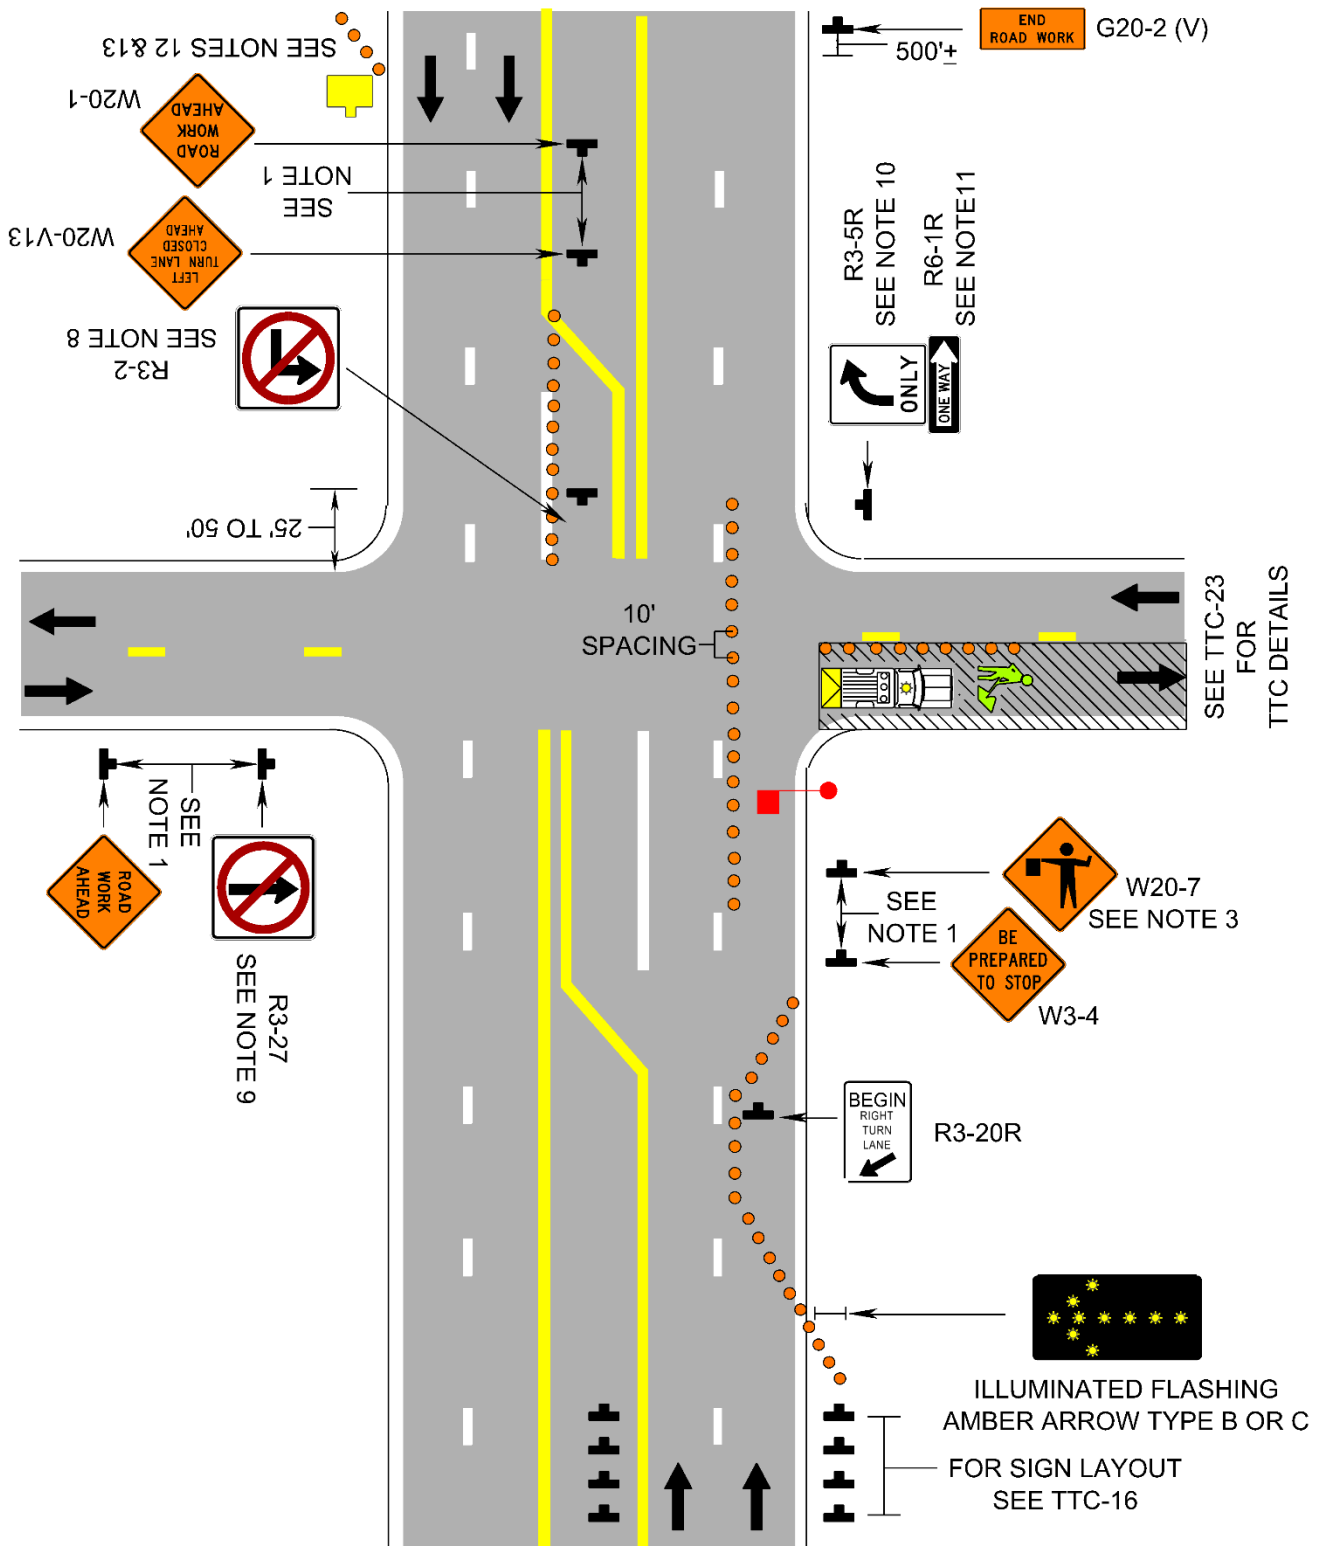 END
ROAD WORK
G20-2 (V)
500'±
SEE NOTES 12 &13
W20-1
ROAD
WORK
AHEAD
SEE
NOTE 1
W20-V13
LEFT
TURN LANE
CLOSED
AHEAD
R3-2
SEE NOTE 8
25' TO 50'
R3-5R
SEE NOTE 10
R6-1R
SEE NOTE11
ONLY
ONE WAY
10'
SPACING
SEE TTC-23
FOR
TTC DETAILS
SEE
NOTE 1
ROAD
WORK
AHEAD
R3-27
SEE NOTE 9
W20-7
SEE NOTE 3
SEE
NOTE 1
BE
PREPARED
TO STOP
W3-4
BEGIN
RIGHT
TURN
LANE
R3-20R
ILLUMINATED FLASHING
AMBER ARROW TYPE B OR C
FOR SIGN LAYOUT
SEE TTC-16